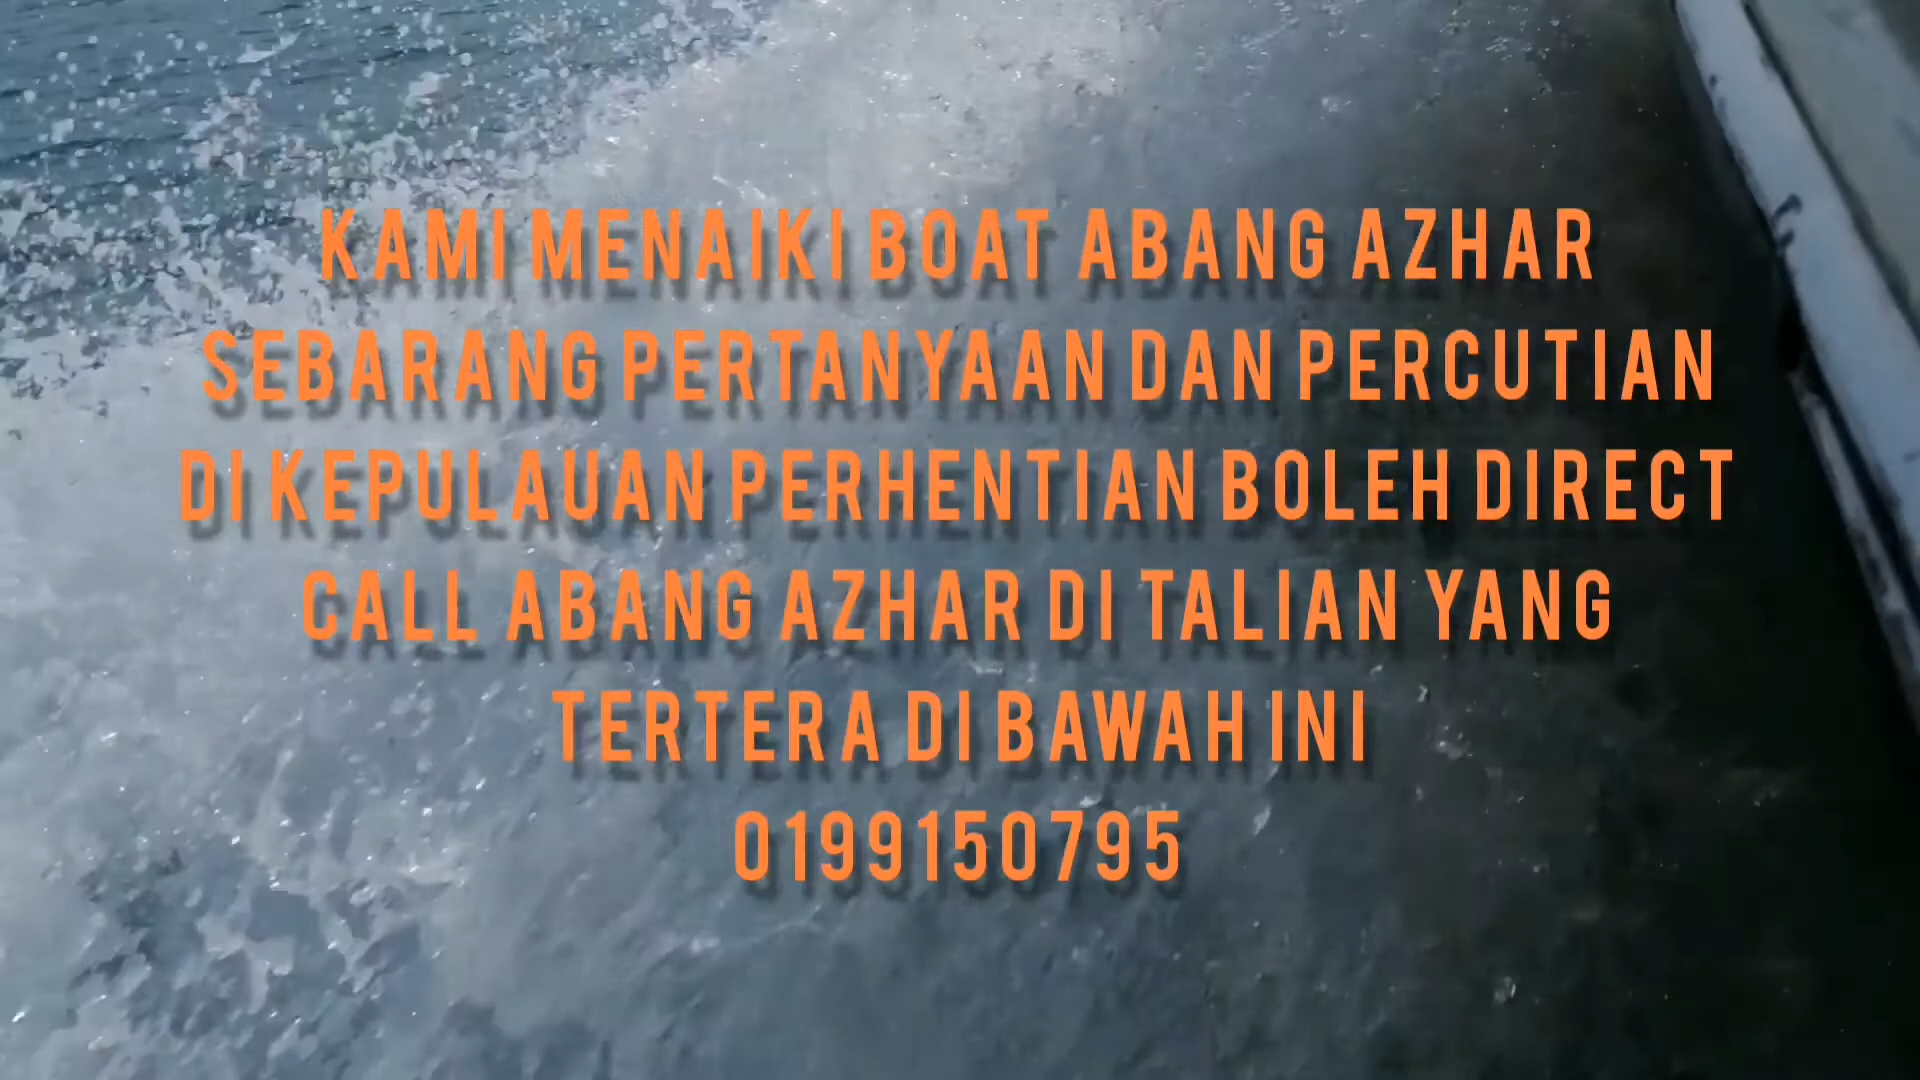 KAMI MENAIKI BOAT ABANG AZHAR
SEBARANG PERTANYAAN DAN PERCUTIAN
DI KEPULAUAN PERHENTIAN BOLEH DIRECT
CALL ABANG AZHAR DI TALIAN YANG
TERTERA DI BAWAH INI
0199150795